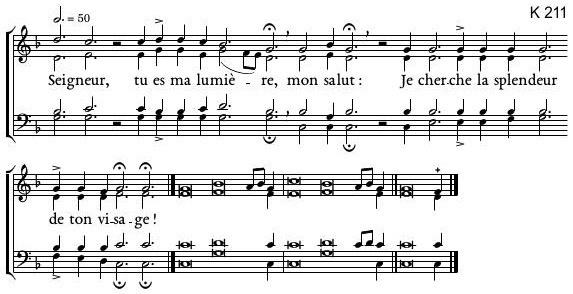 K 211
𝅗𝅥. = 50
Seigneur, tu es ma lumiè - re, mon salut : Je cher-che la splendeur
de ton vi-sa-ge !